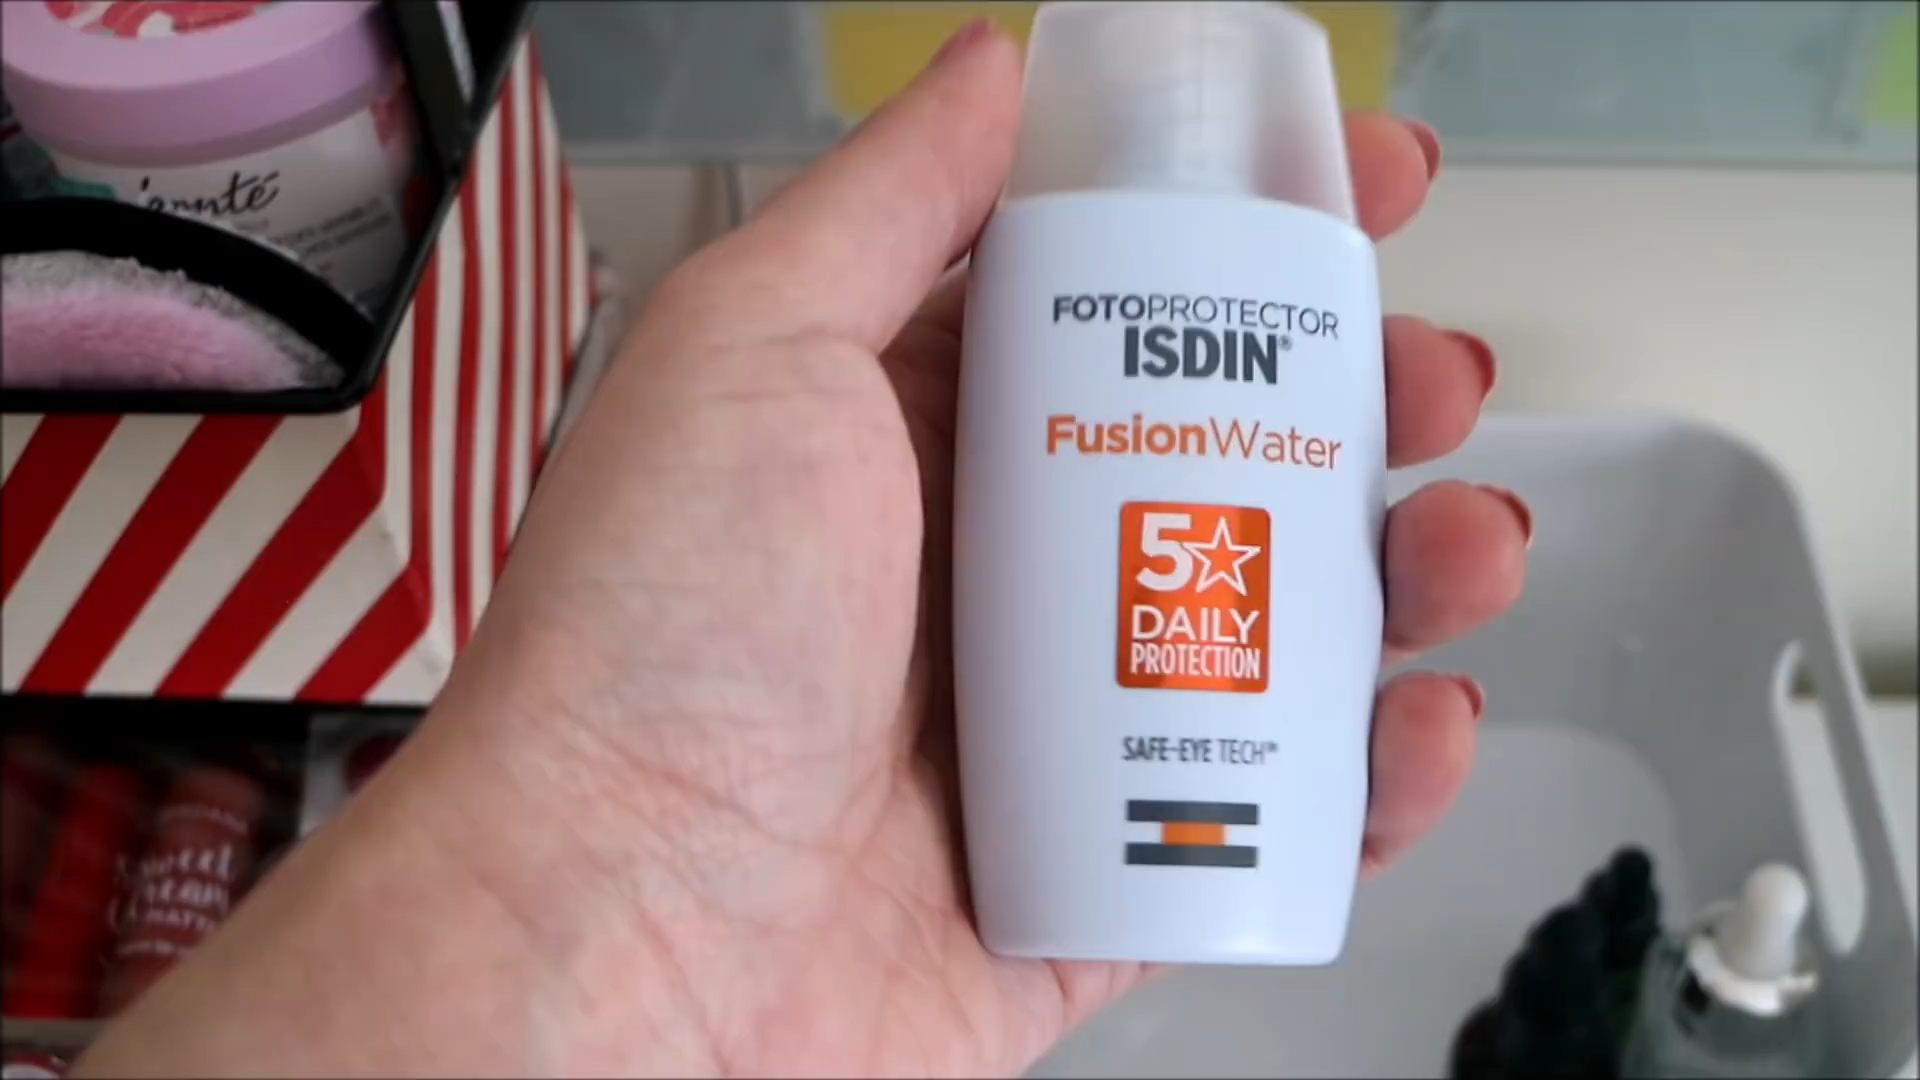 FOTOPROTECTOR
ISDIN®
FusionWater
5☆
DAILY
PROTECTION
SAFE-EYE TECH™